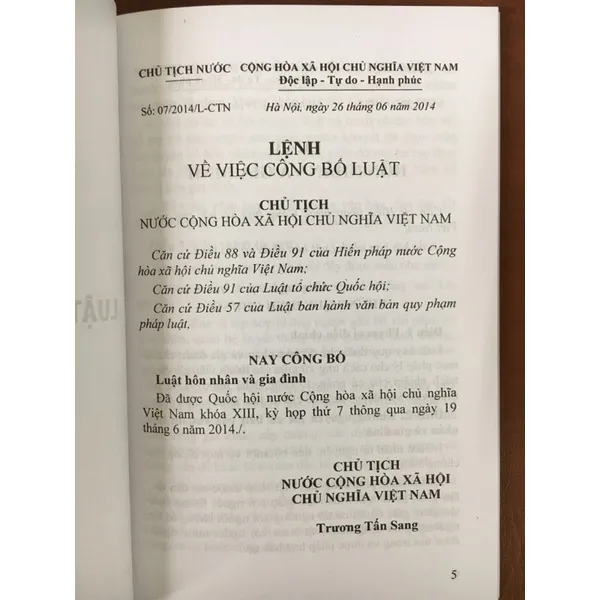 CHỦ TỊCH NƯỚC CỘNG HÒA XÃ HỘI CHỦ NGHĨA VIỆT NAM
Độc lập - Tự do - Hạnh phúc
Số: 07/2014/L-CTN Hà Nội, ngày 26 tháng 06 năm 2014
LỆNH
VỀ VIỆC CÔNG BỐ LUẬT
CHỦ TỊCH
NƯỚC CỘNG HÒA XÃ HỘI CHỦ NGHĨA VIỆT NAM
Căn cứ Điều 88 và Điều 91 của Hiến pháp nước Cộng
hòa xã hội chủ nghĩa Việt Nam;
Căn cứ Điều 91 của Luật tổ chức Quốc hội;
Căn cứ Điều 57 của Luật ban hành văn bản quy phạm
pháp luật.
NAY CÔNG BỐ
Luật hôn nhân và gia đình
Đã được Quốc hội nước Cộng hòa xã hội chủ nghĩa
Việt Nam khóa XIII, kỳ họp thứ 7 thông qua ngày 19
tháng 6 năm 2014./.
CHỦ TỊCH
NƯỚC CỘNG HÒA XÃ HỘI
CHỦ NGHĨA VIỆT NAM
Trương Tấn Sang
5